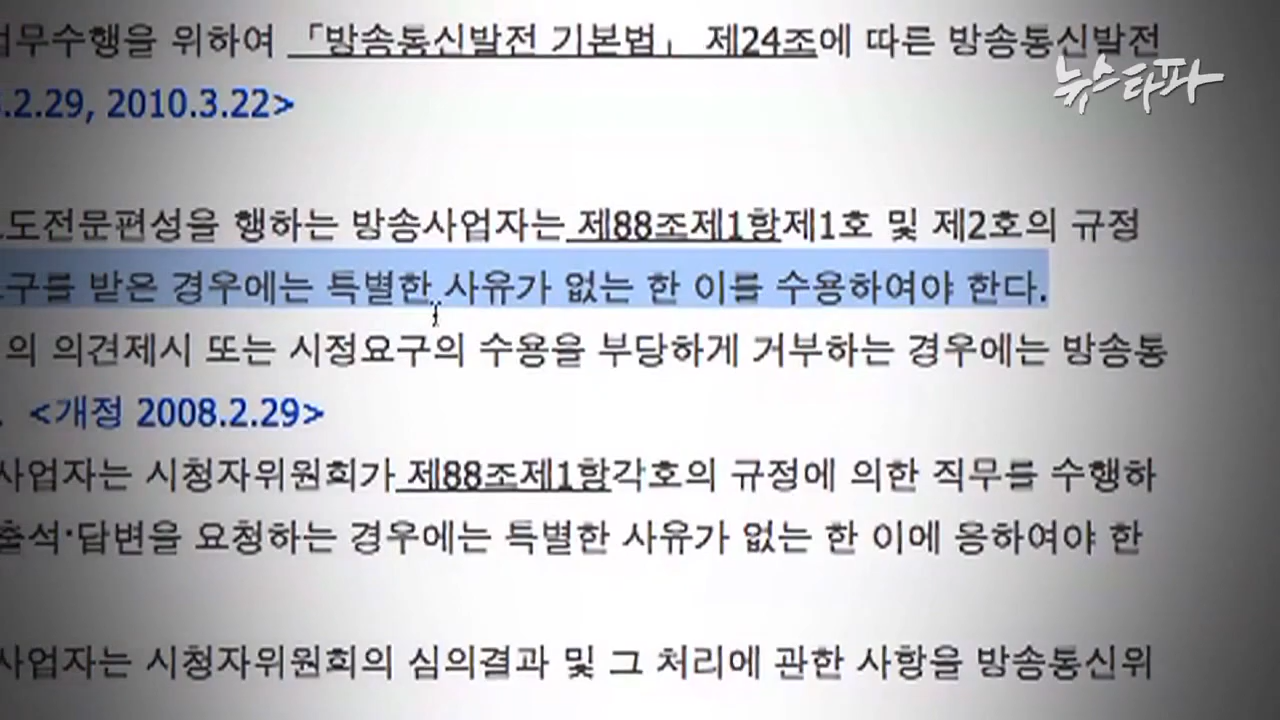 업무수행을 위하여 「방송통신발전 기본법」 제24조에 따른 방송통신발전
뉴스타파
.2.29, 2010.3.22>
도전문편성을 행하는 방송사업자는 제88조제1항제1호 및 제2호의 규정
구를 받은 경우에는 특별한 사유가 없는 한 이를 수용하여야 한다.
의 의견제시 또는 시정요구의 수용을 부당하게 거부하는 경우에는 방송통
. <개정 2008.2.29>
사업자는 시청자위원회가 제88조제1항각호의 규정에 의한 직무를 수행하
출석·답변을 요청하는 경우에는 특별한 사유가 없는 한 이에 응하여야 한
사업자는 시청자위원회의 심의결과 및 그 처리에 관한 사항을 방송통신위